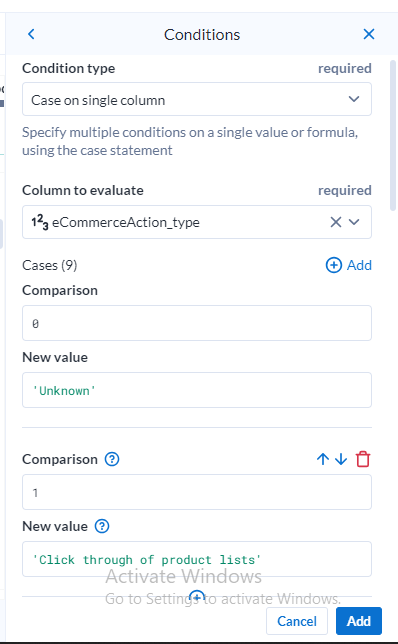 Conditions
Condition type required
Case on single column
Specify multiple conditions on a single value or formula,
using the case statement
Column to evaluate required
123 eCommerceAction_type
Cases (9) Add
Comparison
0
New value
'Unknown'
Comparison ?
1
New value ?
'Click through of product lists'
Activate Windows
Go to Settings to activate Windows.
Cancel Add